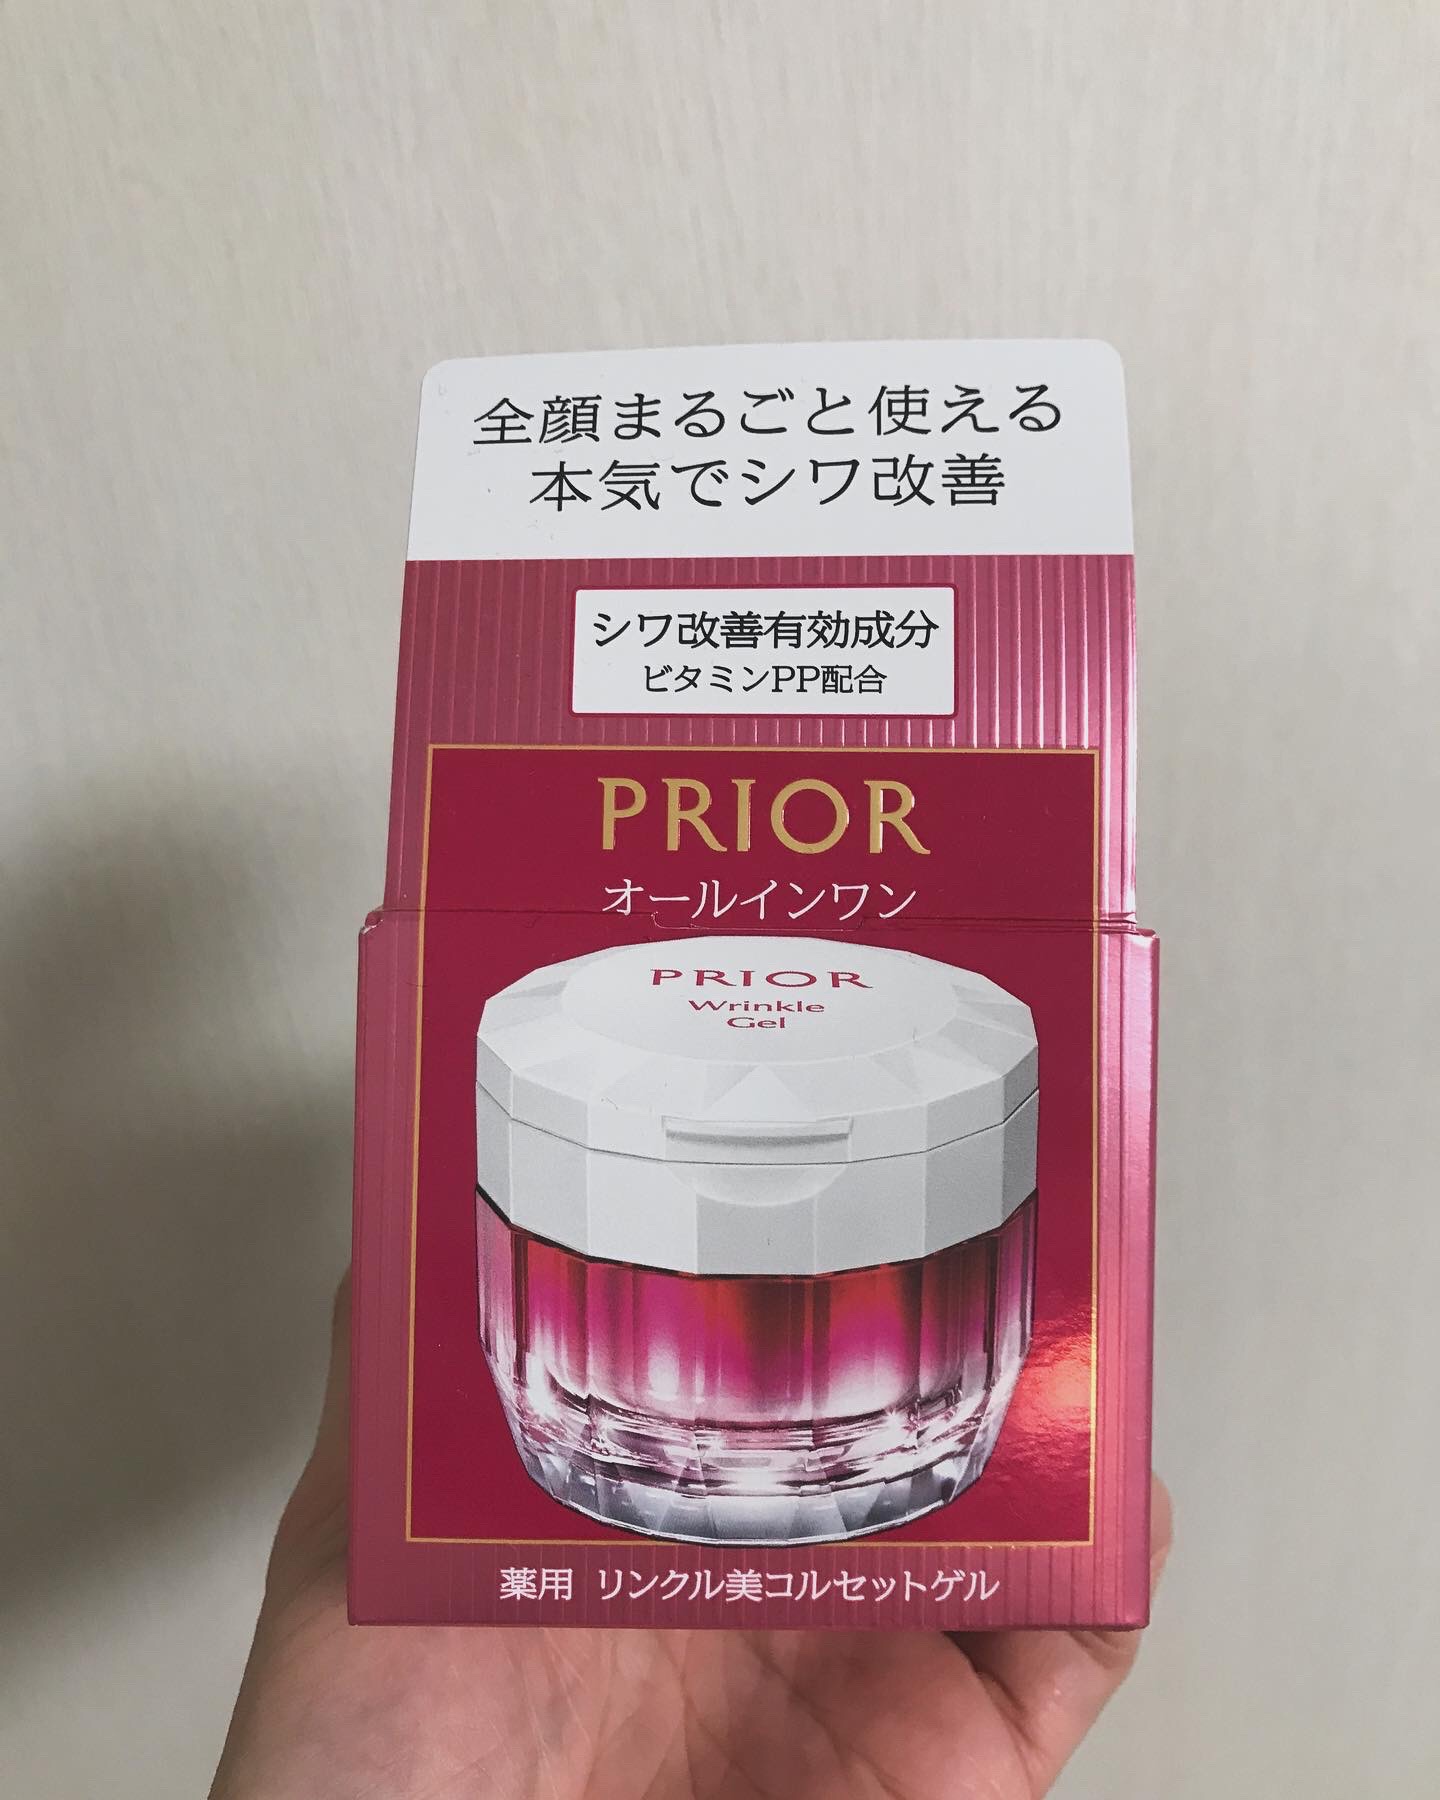 全顔まるごと使える
本気でシワ改善
シワ改善有効成分
ビタミンPP配合
PRIOR
オールインワン
PRIOR
Wrinkle
Gel
薬用 リンクル美コルセットゲル